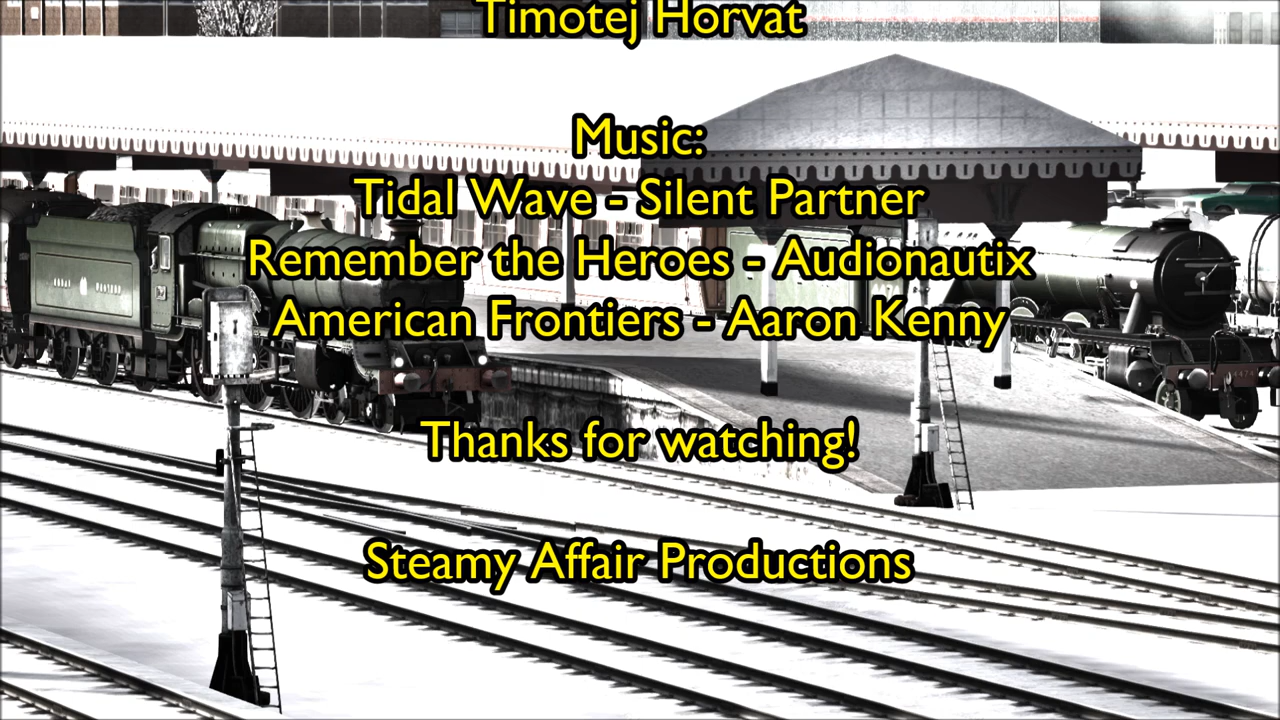 Timotej Horvat
Music:
Tidal Wave - Silent Partner
Remember the Heroes - Audionautix
American Frontiers - Aaron Kenny
Thanks for watching!
Steamy Affair Productions